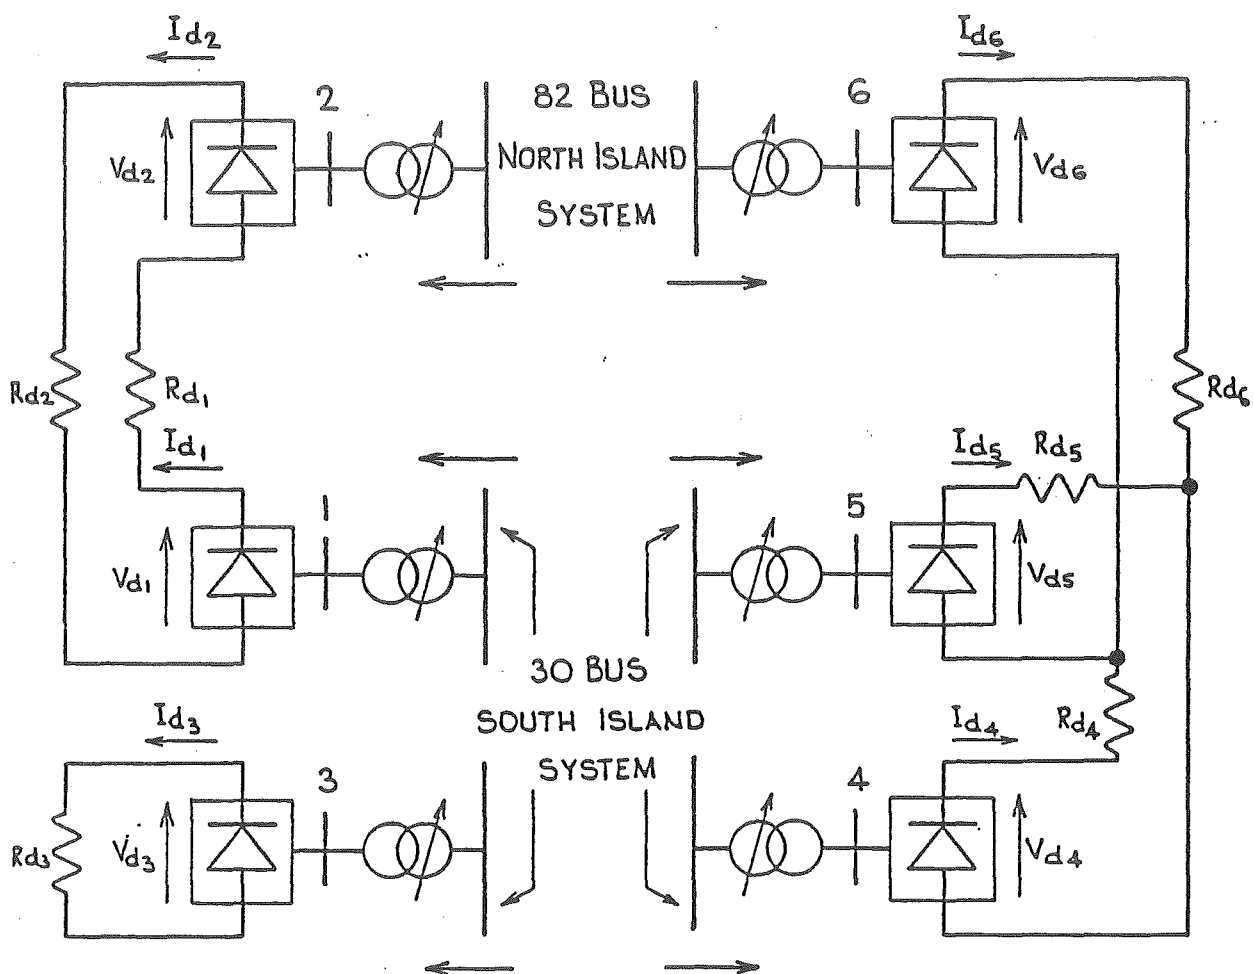 Id2
Id6
2
82 BUS
6
Vd2
NORTH ISLAND
Vd6
SYSTEM
Rd2
Rd1
Rd6
Id1
Id5
Rd5
1
5
Vd1
Vd5
30 BUS
Id3
SOUTH ISLAND
Id4
Rd4
3
SYSTEM
4
Rd3
Vd3
Vd4